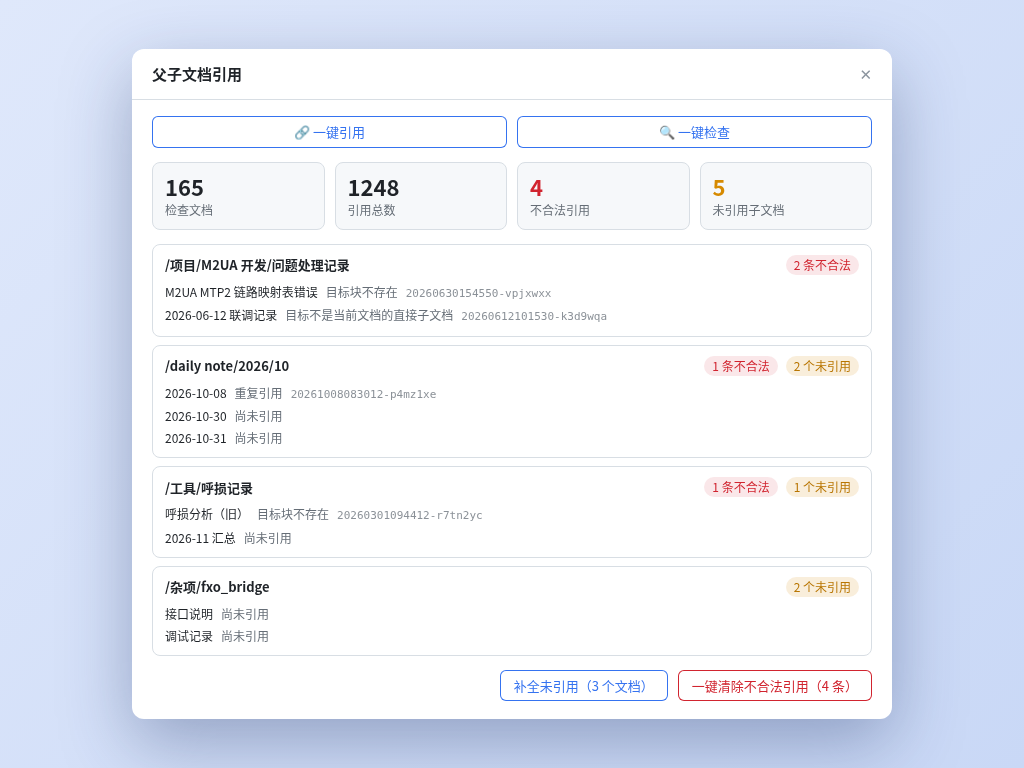 父子文档引用
×
🔗 一键引用
🔍 一键检查
165
检查文档
1248
引用总数
4
不合法引用
5
未引用子文档
/项目/M2UA 开发/问题处理记录
2 条不合法
M2UA MTP2 链路映射表错误 目标块不存在 20260630154550-vpjxwxx
2026-06-12 联调记录 目标不是当前文档的直接子文档 20260612101530-k3d9wqa
/daily note/2026/10
1 条不合法
2 个未引用
2026-10-08 重复引用 20261008083012-p4mz1xe
2026-10-30 尚未引用
2026-10-31 尚未引用
/工具/呼损记录
1 条不合法
1 个未引用
呼损分析（旧） 目标块不存在 20260301094412-r7tn2yc
2026-11 汇总 尚未引用
/杂项/fxo_bridge
2 个未引用
接口说明 尚未引用
调试记录 尚未引用
补全未引用（3 个文档）
一键清除不合法引用（4 条）